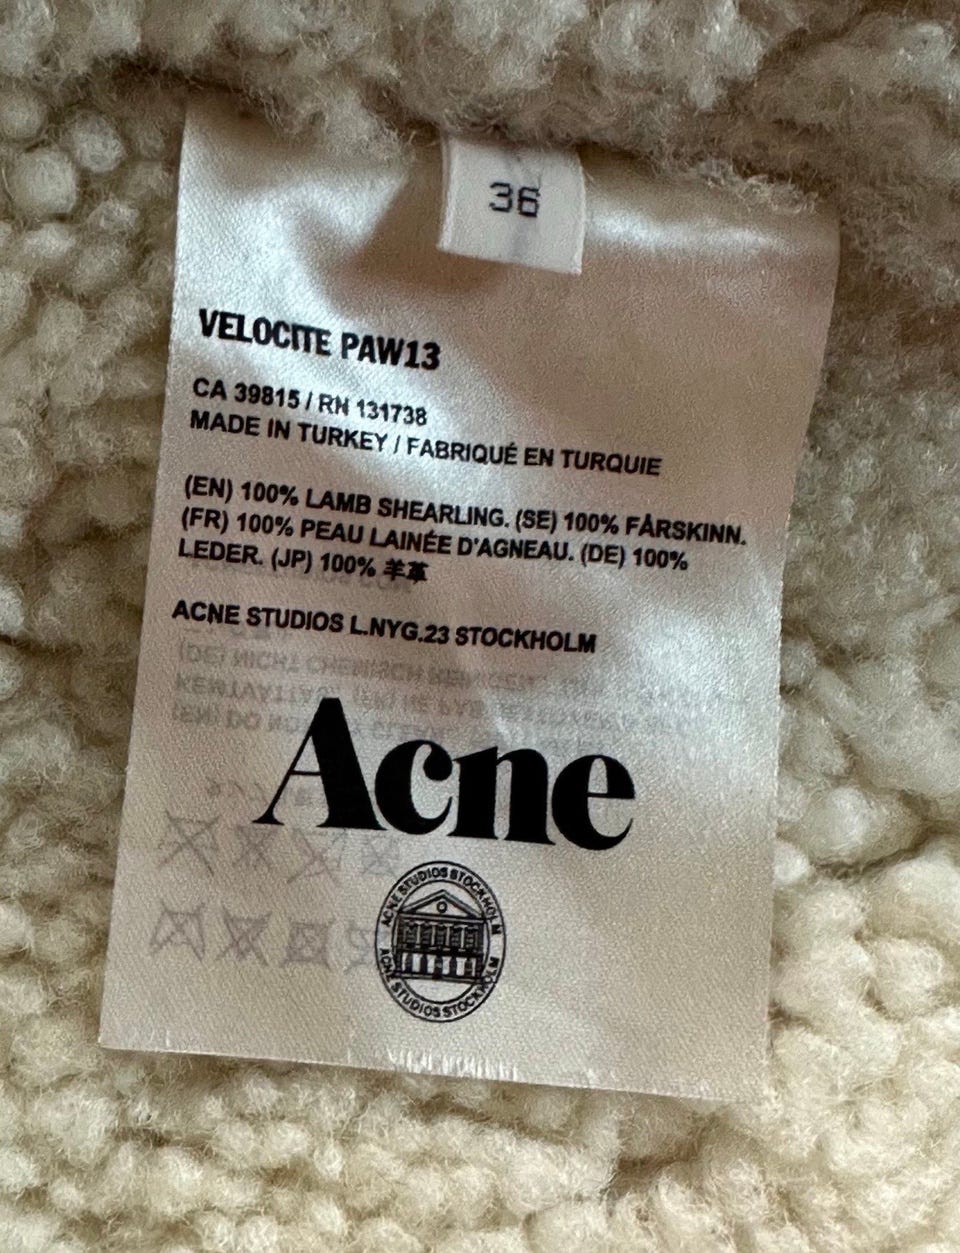 36
VELOCITE PAW13
CA 39815 / RN 131738
MADE IN TURKEY / FABRIQUÉ EN TURQUIE
(EN) 100% LAMB SHEARLING. (SE) 100% FÅRSKINN.
(FR) 100% PEAU LAINÉE D'AGNEAU. (DE) 100%
LEDER. (JP) 100% 羊革
ACNE STUDIOS L.NYG.23 STOCKHOLM
Acne
ACNE STUDIOS STOCKHOLM
ACNE STUDIOS STOCKHOLM